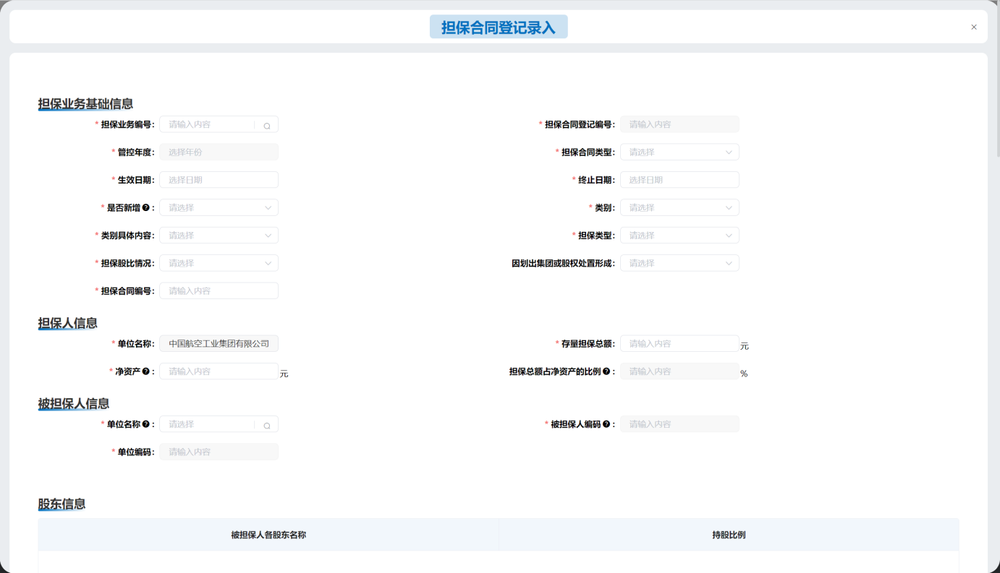 担保合同登记录入
担保业务基础信息
* 担保业务编号: 请输入内容 * 担保合同登记编号: 请输入内容
* 管控年度: 选择年份 * 担保合同类型: 请选择
* 生效日期: 选择日期 * 终止日期: 选择日期
* 是否新增 : 请选择 * 类别: 请选择
* 类别具体内容: 请选择 * 担保类型: 请选择
* 担保股比情况: 请选择 因划出集团或股权处置形成: 请选择
* 担保合同编号: 请输入内容
担保人信息
* 单位名称: 中国航空工业集团有限公司 * 存量担保总额: 请输入内容 元
* 净资产 : 请输入内容 元 担保总额占净资产的比例 : 请输入内容 %
被担保人信息
* 单位名称 : 请选择 * 被担保人编码 : 请输入内容
* 单位编码: 请输入内容
股东信息
被担保人各股东名称 持股比例